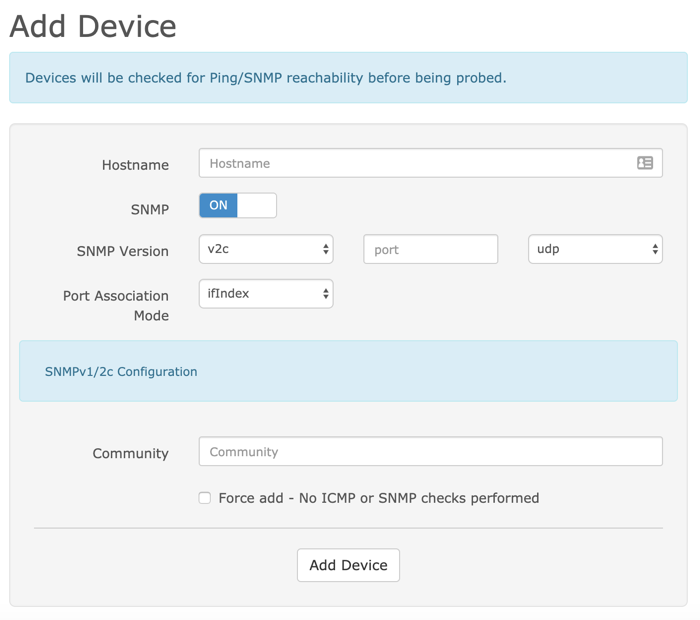 Add Device
Devices will be checked for Ping/SNMP reachability before being probed.
Hostname
Hostname
SNMP
ON
SNMP Version
v2c
port
udp
Port Association
Mode
ifIndex
SNMPv1/2c Configuration
Community
Community
Force add - No ICMP or SNMP checks performed
Add Device